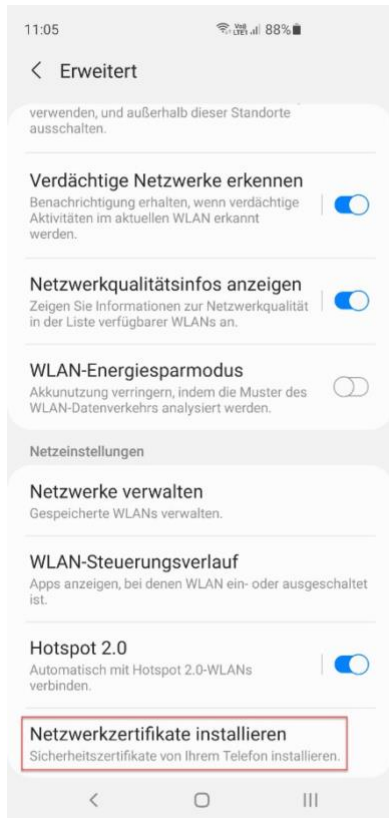 11:05 88%
Erweitert
verwenden, und außerhalb dieser Standorte
ausschalten.
Verdächtige Netzwerke erkennen
Benachrichtigung erhalten, wenn verdächtige
Aktivitäten im aktuellen WLAN erkannt
werden.
Netzwerkqualitätsinfos anzeigen
Zeigen Sie Informationen zur Netzwerkqualität
in der Liste verfügbarer WLANs an.
WLAN-Energiesparmodus
Akkunutzung verringern, indem die Muster des
WLAN-Datenverkehrs analysiert werden.
Netzeinstellungen
Netzwerke verwalten
Gespeicherte WLANs verwalten.
WLAN-Steuerungsverlauf
Apps anzeigen, bei denen WLAN ein- oder ausgeschaltet
ist.
Hotspot 2.0
Automatisch mit Hotspot 2.0-WLANs
verbinden.
Netzwerkzertifikate installieren
Sicherheitszertifikate von Ihrem Telefon installieren.